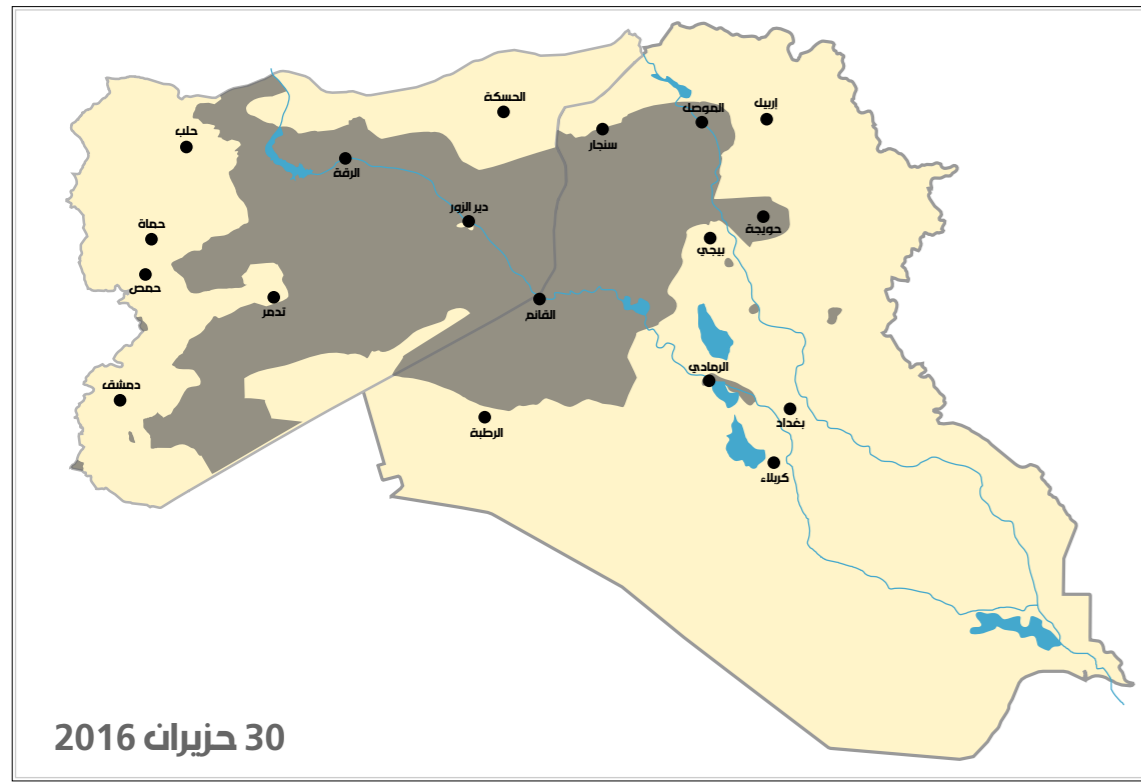 الحسكة
الموصل
إربيل
سنجار
حلب
الرقة
دير الزور
حويجة
حماة
بيجي
حمص
تدمر
القائم
الرمادي
دمشق
الرطبة
بغداد
كربلاء
30 حزيران 2016